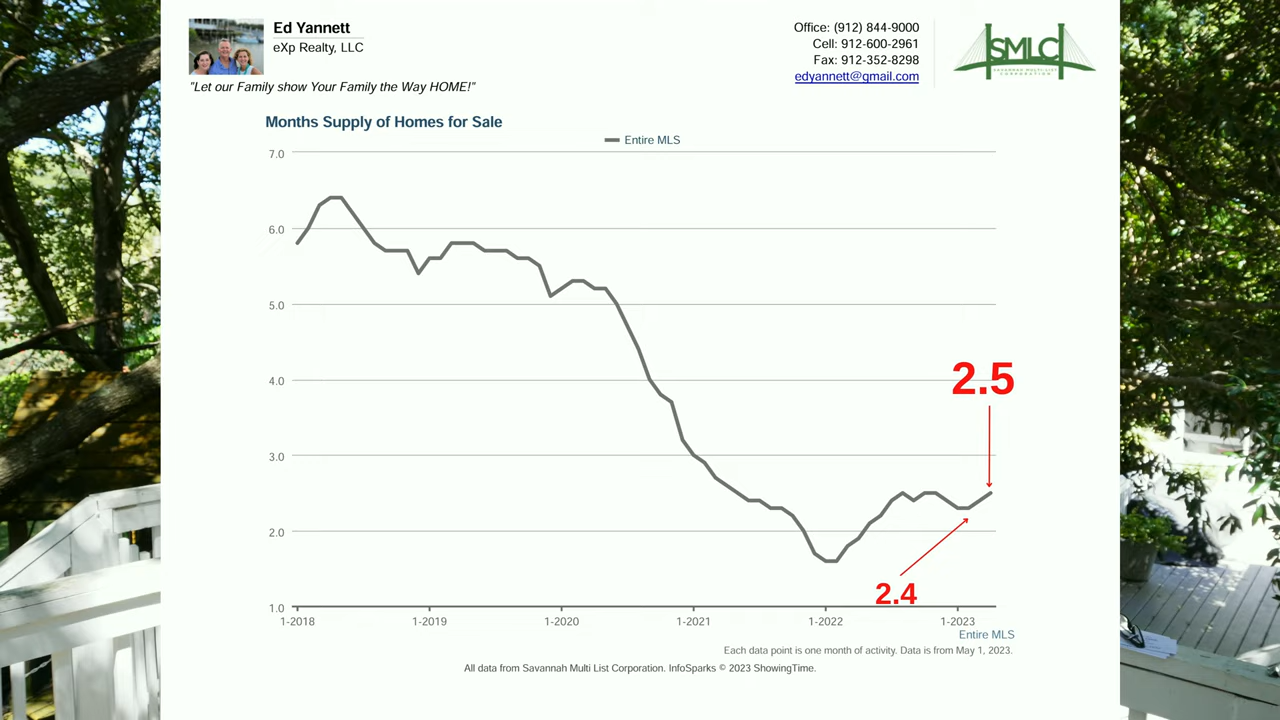 Ed Yannett
eXp Realty, LLC
"Let our Family show Your Family the Way HOME!"
Office: (912) 844-9000
Cell: 912-600-2961
Fax: 912-352-8298
edyannett@gmail.com
SMLC
SAVANNAH MULTI-LIST
CORPORATION
Months Supply of Homes for Sale
Entire MLS
7.0
6.0
5.0
4.0
3.0
2.0
1.0
2.5
2.4
1-2018
1-2019
1-2020
1-2021
1-2022
1-2023
Entire MLS
Each data point is one month of activity. Data is from May 1, 2023.
All data from Savannah Multi List Corporation. InfoSparks © 2023 ShowingTime.